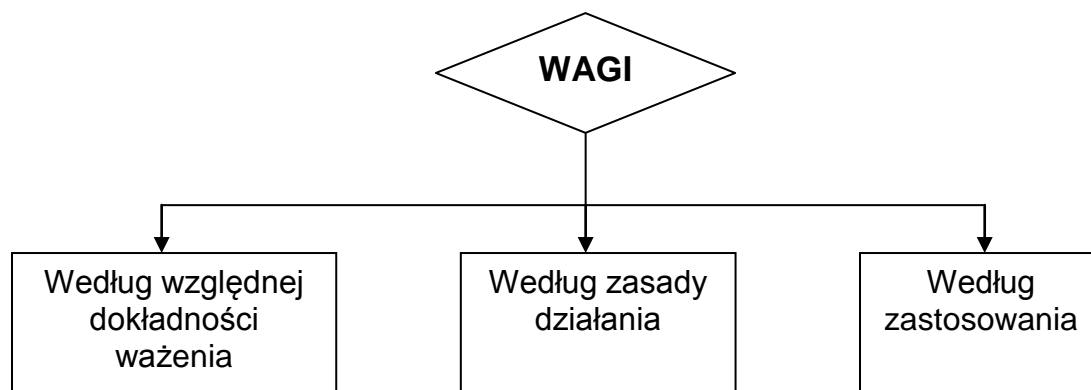 WAGI
Według względnej
dokładności
ważenia
Według zasady
działania
Według
zastosowania